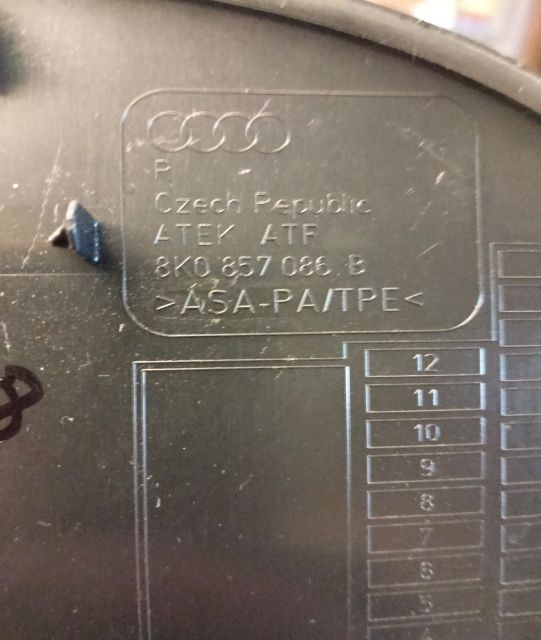 R
Czech Republic
ATEK ATF
8K0 857 086 B
>ASA-PA/TPE<
12
11
10
9
8
7
6
5